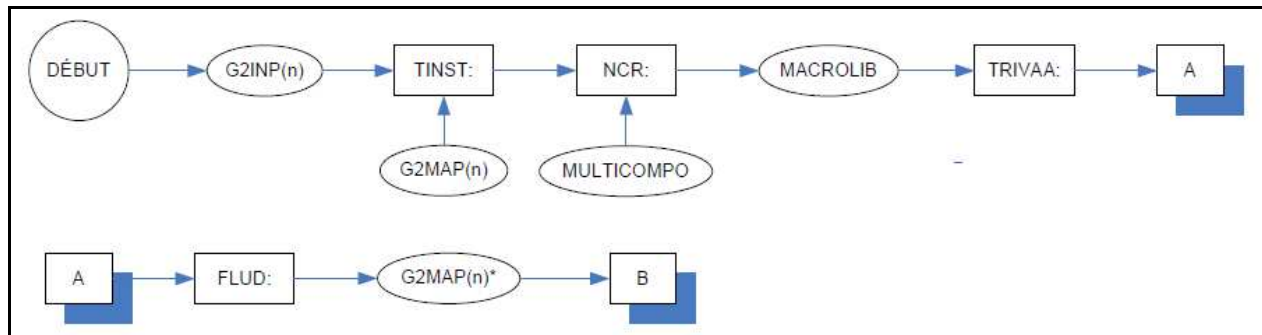 DÉBUT G2INP(n) TINST: NCR: MACROLIB TRIVAA: A
G2MAP(n) MULTICOMPO
A FLUD: G2MAP(n)* B